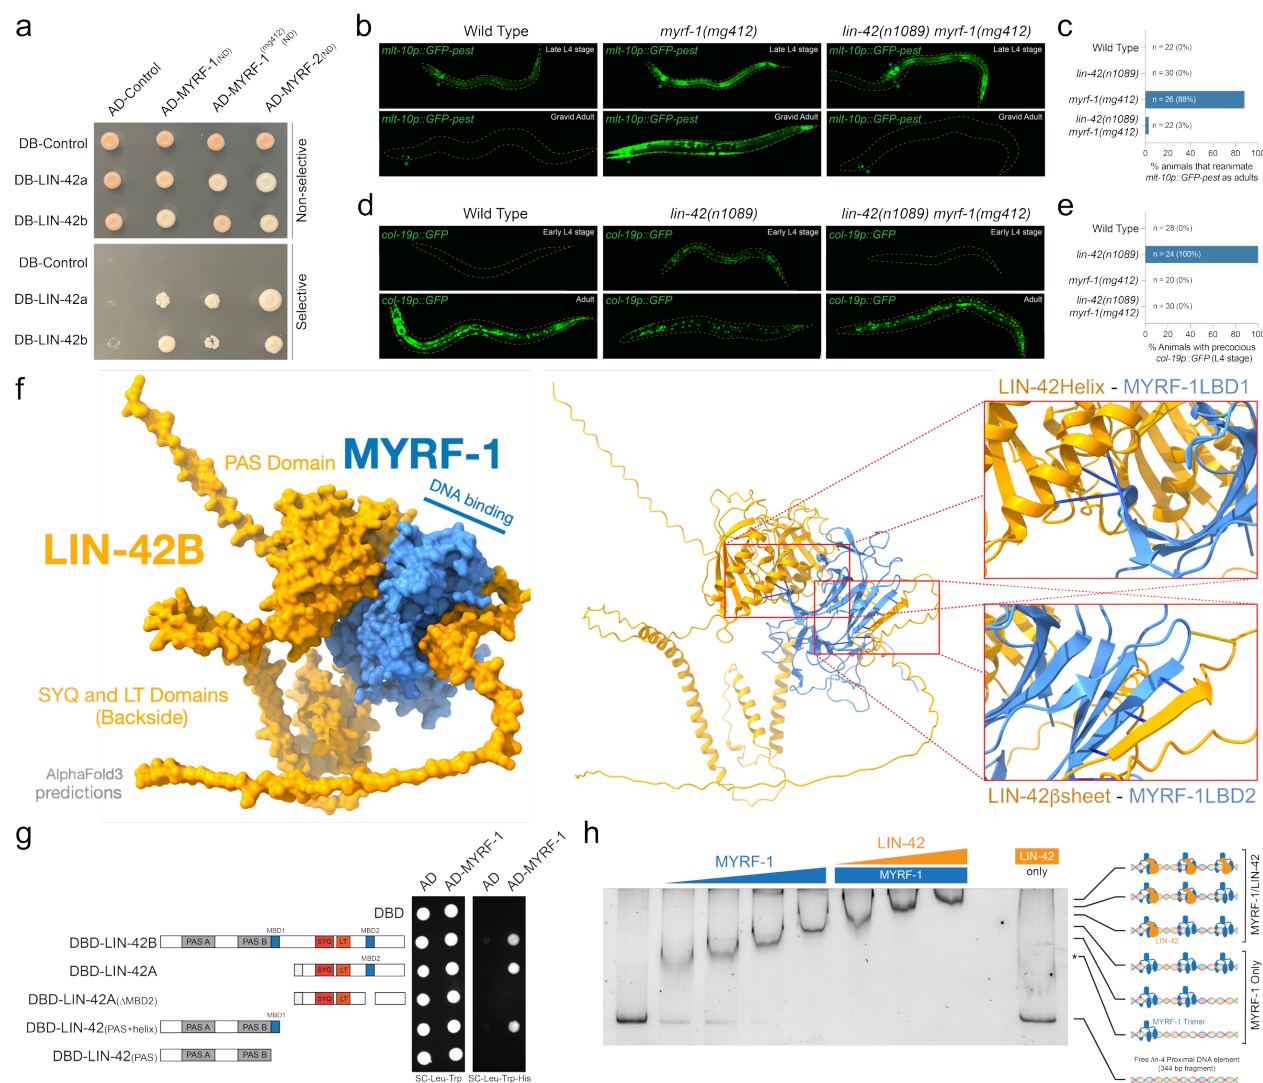 a
AD-Control
AD-MYRF-1(ND)
AD-MYRF-1(mg412)(ND)
AD-MYRF-2(ND)
DB-Control
DB-LIN-42a
DB-LIN-42b
Non-selective
DB-Control
DB-LIN-42a
DB-LIN-42b
Selective
b
Wild Type
myrf-1(mg412)
lin-42(n1089) myrf-1(mg412)
mlt-10p::GFP-pest
Late L4 stage
mlt-10p::GFP-pest
Late L4 stage
mlt-10p::GFP-pest
Late L4 stage
*
*
*
mlt-10p::GFP-pest
Gravid Adult
mlt-10p::GFP-pest
Gravid Adult
mlt-10p::GFP-pest
Gravid Adult
*
*
*
c
Wild Type
n = 22 (0%)
lin-42(n1089)
n = 30 (0%)
myrf-1(mg412)
n = 26 (88%)
lin-42(n1089)
myrf-1(mg412)
n = 22 (3%)
0 20 40 60 80 100
% animals that reanimate
mlt-10p::GFP-pest as adults
d
Wild Type
lin-42(n1089)
lin-42(n1089) myrf-1(mg412)
col-19p::GFP
Early L4 stage
col-19p::GFP
Early L4 stage
col-19p::GFP
Early L4 stage
col-19p::GFP
Adult
col-19p::GFP
Adult
col-19p::GFP
Adult
e
Wild Type
n = 28 (0%)
lin-42(n1089)
n = 24 (100%)
myrf-1(mg412)
n = 20 (0%)
lin-42(n1089)
myrf-1(mg412)
n = 30 (0%)
0 20 40 60 80 100
% Animals with precocious
col-19p::GFP (L4 stage)
f
PAS Domain
MYRF-1
DNA binding
LIN-42B
SYQ and LT Domains
(Backside)
AlphaFold3
predictions
LIN-42Helix - MYRF-1LBD1
LIN-42βsheet - MYRF-1LBD2
g
AD
AD-MYRF-1
AD
AD-MYRF-1
DBD
DBD-LIN-42B
PAS A
PAS B
MBD1
SYQ
LT
MBD2
DBD-LIN-42A
SYQ
LT
MBD2
DBD-LIN-42A(ΔMBD2)
SYQ
LT
DBD-LIN-42(PAS+helix)
PAS A
PAS B
MBD1
DBD-LIN-42(PAS)
PAS A
PAS B
SC-Leu-Trp
SC-Leu-Trp-His
h
MYRF-1
LIN-42
MYRF-1
LIN-42
only
*
LIN-42
MYRF-1/LIN-42
MYRF-1 Only
MYRF-1 Trimer
Free lin-4 Proximal DNA element
(344 bp fragment)